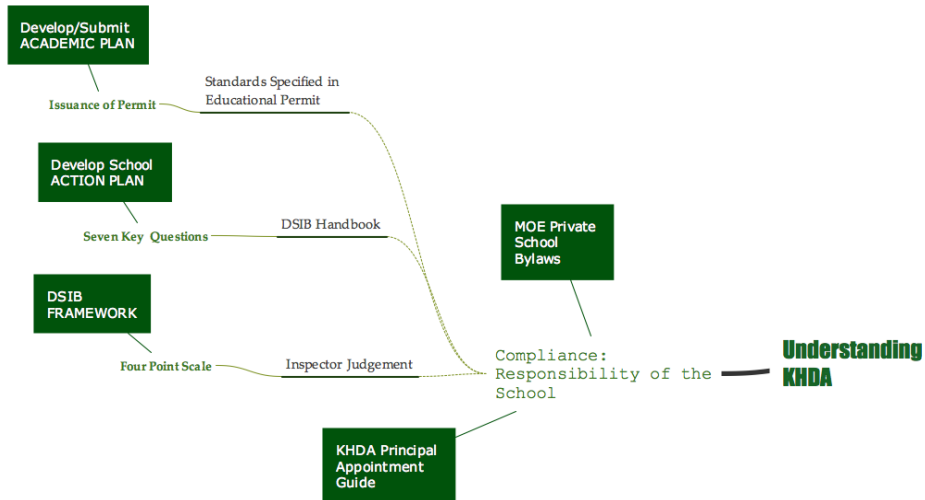 Develop/Submit
ACADEMIC PLAN
Standards Specified in
Educational Permit
Issuance of Permit
Develop School
ACTION PLAN
DSIB Handbook
Seven Key Questions
MOE Private
School
Bylaws
DSIB
FRAMEWORK
Understanding
KHDA
Compliance:
Responsibility of the
School
Inspector Judgement
Four Point Scale
KHDA Principal
Appointment
Guide